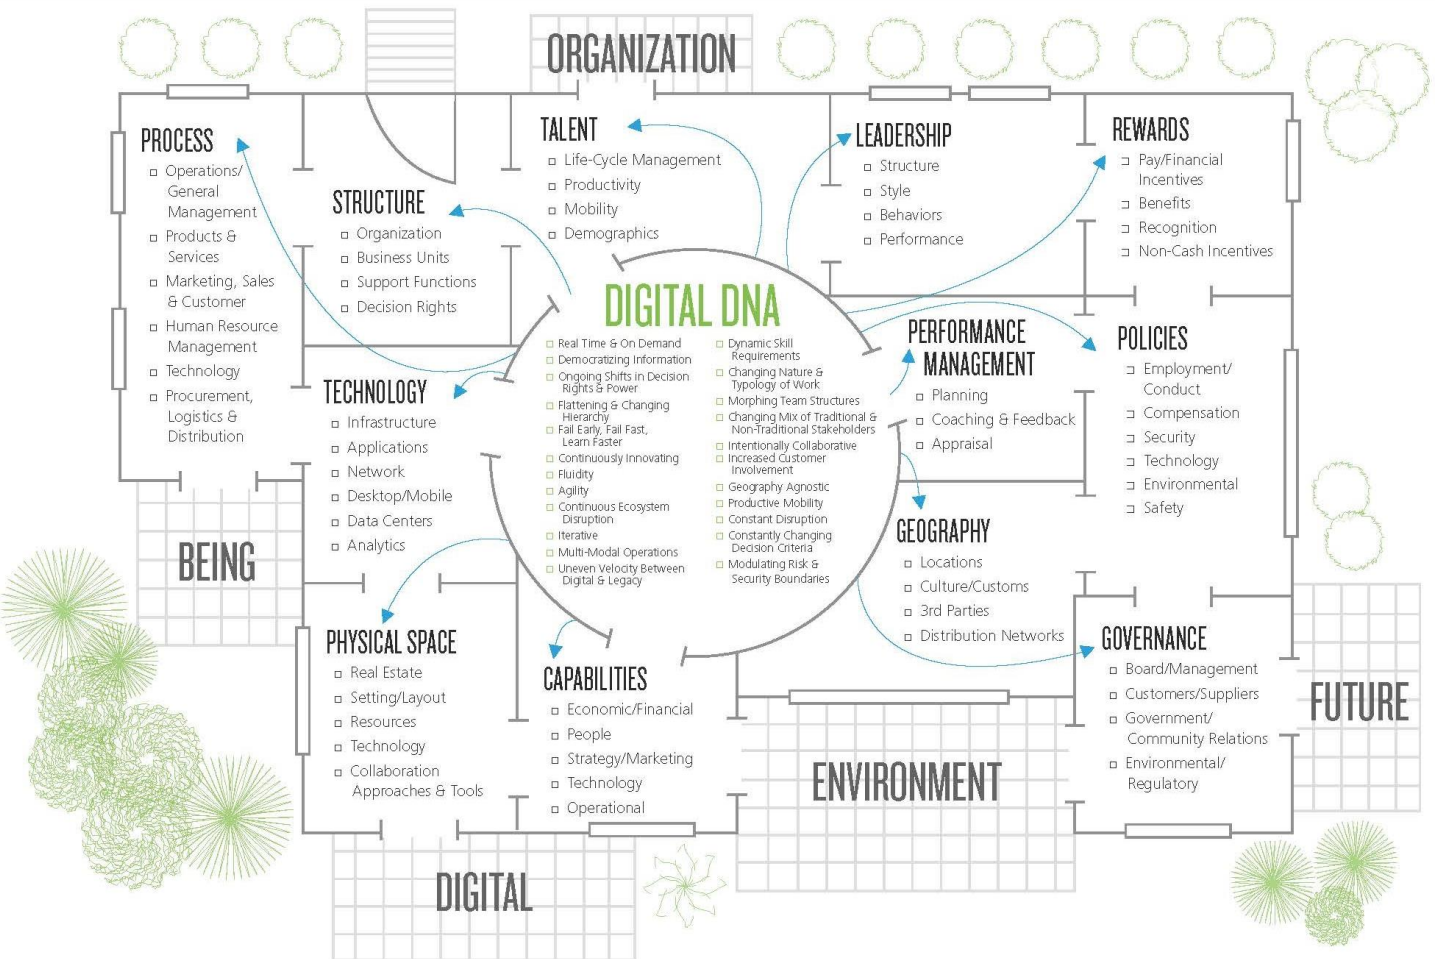 ORGANIZATION
PROCESS
Operations/
General
Management
Products &
Services
Marketing, Sales
& Customer
Human Resource
Management
Technology
Procurement,
Logistics &
Distribution
STRUCTURE
Organization
Business Units
Support Functions
Decision Rights
TALENT
Life-Cycle Management
Productivity
Mobility
Demographics
LEADERSHIP
Structure
Style
Behaviors
Performance
REWARDS
Pay/Financial
Incentives
Benefits
Recognition
Non-Cash Incentives
DIGITAL DNA
Real Time & On Demand
Democratizing Information
Ongoing Shifts in Decision
Rights & Power
Flattening & Changing
Hierarchy
Fail Early, Fail Fast,
Learn Faster
Continuously Innovating
Fluidity
Agility
Continuous Ecosystem
Disruption
Iterative
Multi-Modal Operations
Uneven Velocity Between
Digital & Legacy
Dynamic Skill
Requirements
Changing Nature &
Typology of Work
Morphing Team Structures
Changing Mix of Traditional &
Non-Traditional Stakeholders
Intentionally Collaborative
Increased Customer
Involvement
Geography Agnostic
Productive Mobility
Constant Disruption
Constantly Changing
Decision Criteria
Modulating Risk &
Security Boundaries
PERFORMANCE
MANAGEMENT
Planning
Coaching & Feedback
Appraisal
POLICIES
Employment/
Conduct
Compensation
Security
Technology
Environmental
Safety
TECHNOLOGY
Infrastructure
Applications
Network
Desktop/Mobile
Data Centers
Analytics
BEING
GEOGRAPHY
Locations
Culture/Customs
3rd Parties
Distribution Networks
PHYSICAL SPACE
Real Estate
Setting/Layout
Resources
Technology
Collaboration
Approaches & Tools
CAPABILITIES
Economic/Financial
People
Strategy/Marketing
Technology
Operational
GOVERNANCE
Board/Management
Customers/Suppliers
Government/
Community Relations
Environmental/
Regulatory
FUTURE
ENVIRONMENT
DIGITAL